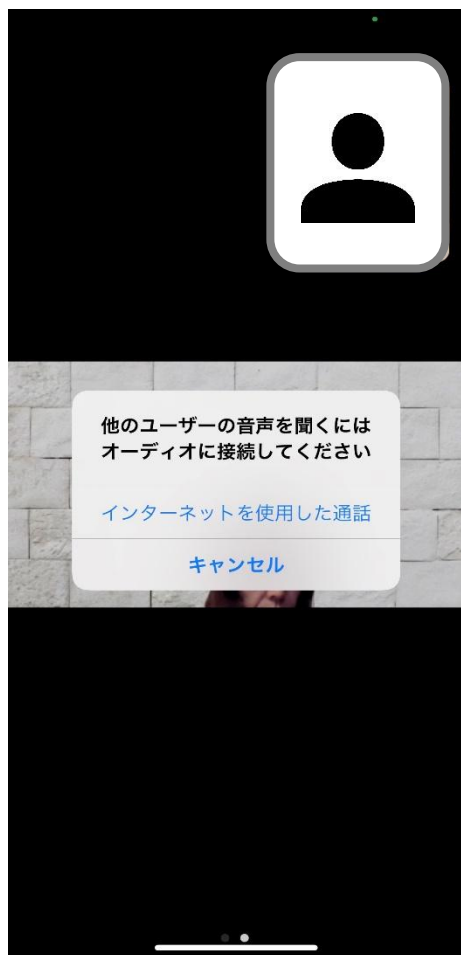 他のユーザーの音声を聞くには
オーディオに接続してください
インターネットを使用した通話
キャンセル